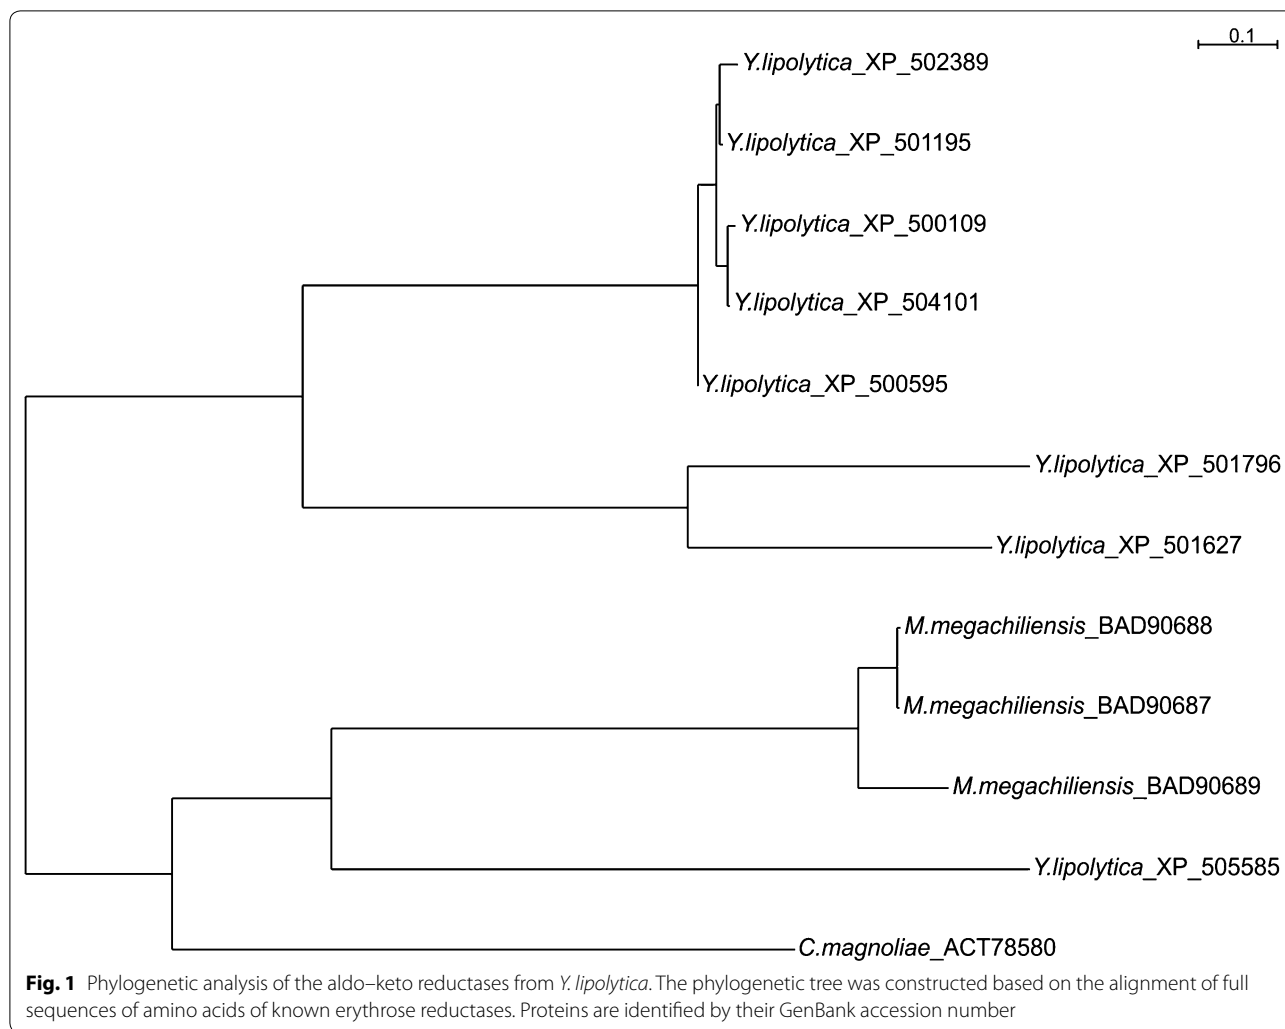 0.1
Y.lipolytica_XP_502389
Y.lipolytica_XP_501195
Y.lipolytica_XP_500109
Y.lipolytica_XP_504101
Y.lipolytica_XP_500595
Y.lipolytica_XP_501796
Y.lipolytica_XP_501627
M.megachiliensis_BAD90688
M.megachiliensis_BAD90687
M.megachiliensis_BAD90689
Y.lipolytica_XP_505585
C.magnoliae_ACT78580
Fig. 1 Phylogenetic analysis of the aldo–keto reductases from Y. lipolytica. The phylogenetic tree was constructed based on the alignment of full
sequences of amino acids of known erythrose reductases. Proteins are identified by their GenBank accession number